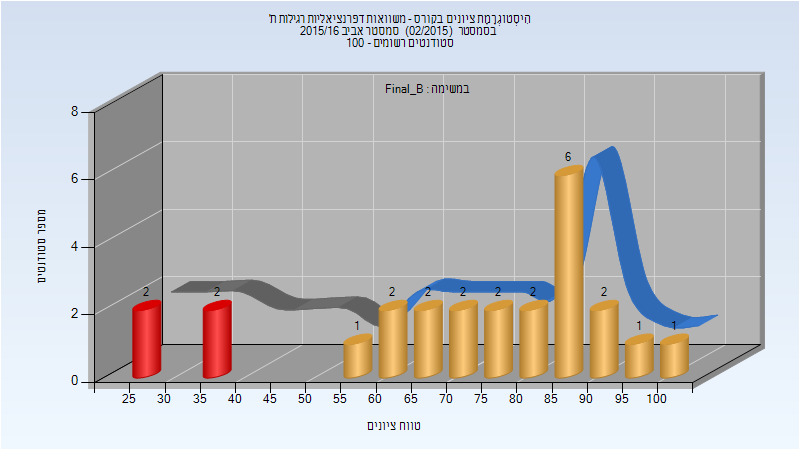 הִיסְטוֹגְרָמַת ציונים בקורס - משוואות דפרנציאליות רגילות ת'
בסמסטר (02/2015) סמסטר אביב 2015/16
סטודנטים רשומים - 100
במשימה : Final_B
מספר סטודנטים
8
6
4
2
0
2
2
1
2
2
2
2
2
6
2
1
1
25 30 35 40 45 50 55 60 65 70 75 80 85 90 95 100
טווח ציונים